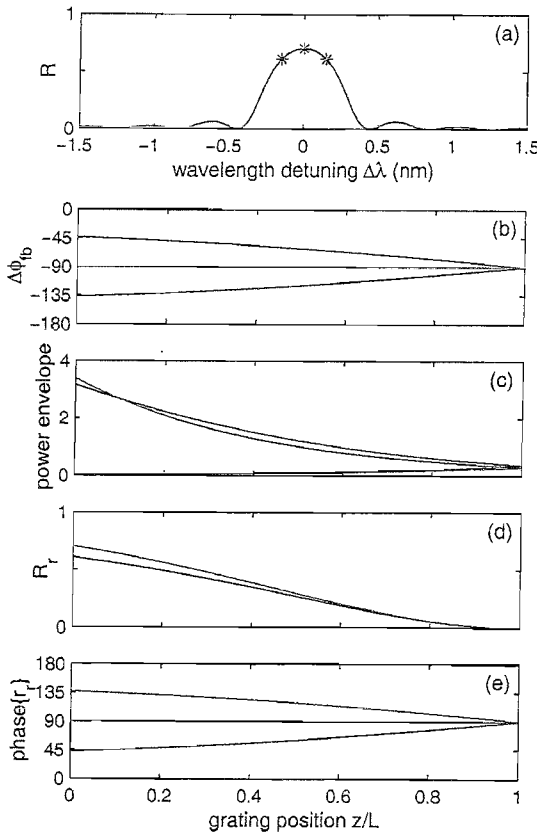 (a)
1
R
0
-1.5 -1 -0.5 0 0.5 1 1.5
wavelength detuning Δλ (nm)
(b)
0
-45
-90
-135
-180
Δϕfb
(c)
4
2
0
power envelope
(d)
1
0
Rr
(e)
180
135
90
45
0
phase{rr}
0 0.2 0.4 0.6 0.8 1
grating position z/L